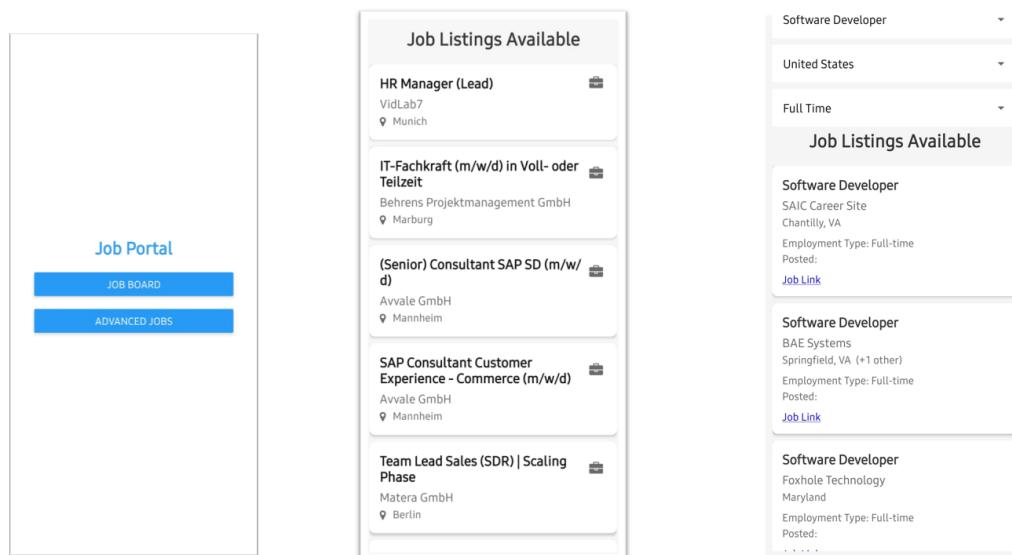 Job Portal
JOB BOARD
ADVANCED JOBS
Job Listings Available
HR Manager (Lead)
VidLab7
Munich
IT-Fachkraft (m/w/d) in Voll- oder
Teilzeit
Behrens Projektmanagement GmbH
Marburg
(Senior) Consultant SAP SD (m/w/
d)
Avvale GmbH
Mannheim
SAP Consultant Customer
Experience - Commerce (m/w/d)
Avvale GmbH
Mannheim
Team Lead Sales (SDR) | Scaling
Phase
Matera GmbH
Berlin
Software Developer
United States
Full Time
Job Listings Available
Software Developer
SAIC Career Site
Chantilly, VA
Employment Type: Full-time
Posted:
Job Link
Software Developer
BAE Systems
Springfield, VA (+1 other)
Employment Type: Full-time
Posted:
Job Link
Software Developer
Foxhole Technology
Maryland
Employment Type: Full-time
Posted: